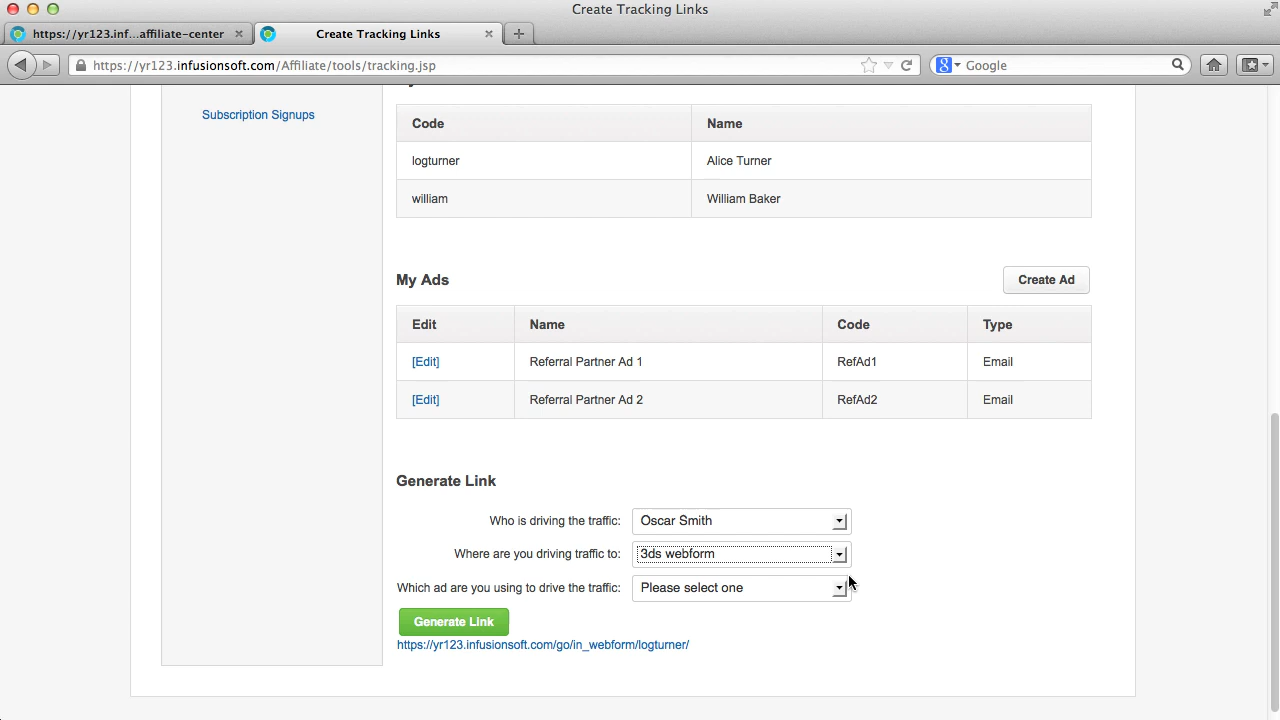 Create Tracking Links
https://yr123.inf...affiliate-center
Create Tracking Links
https://yr123.infusionsoft.com/Affiliate/tools/tracking.jsp
Google
Subscription Signups
Code Name
logturner Alice Turner
william William Baker
My Ads Create Ad
Edit Name Code Type
[Edit] Referral Partner Ad 1 RefAd1 Email
[Edit] Referral Partner Ad 2 RefAd2 Email
Generate Link
Who is driving the traffic: Oscar Smith
Where are you driving traffic to: 3ds webform
Which ad are you using to drive the traffic: Please select one
Generate Link
https://yr123.infusionsoft.com/go/in_webform/logturner/